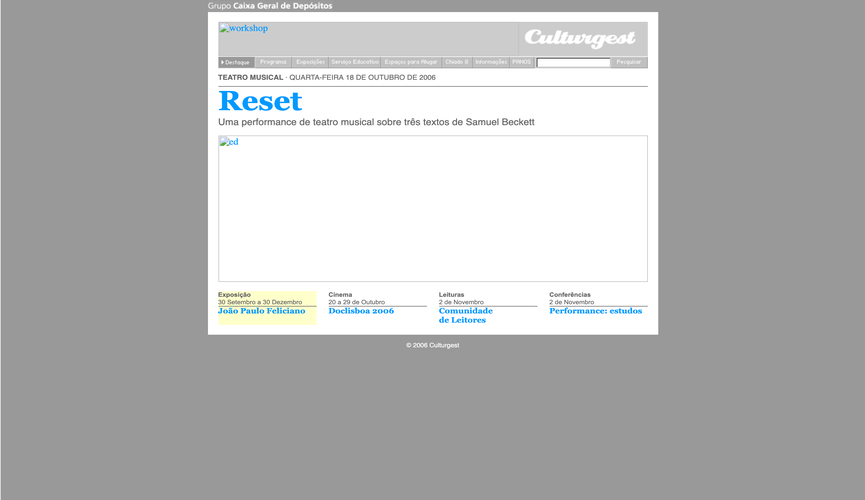 Grupo Caixa Geral de Depósitos
workshop
Culturgest
Destaque Programa Exposições Serviço Educativo Espaços para Alugar Chiado 8 Informações PANOS Pesquisar
TEATRO MUSICAL · QUARTA-FEIRA 18 DE OUTUBRO DE 2006
Reset
Uma performance de teatro musical sobre três textos de Samuel Beckett
ed
Exposição
30 Setembro a 30 Dezembro
João Paulo Feliciano
Cinema
20 a 29 de Outubro
Doclisboa 2006
Leituras
2 de Novembro
Comunidade
de Leitores
Conferências
2 de Novembro
Performance: estudos
© 2006 Culturgest